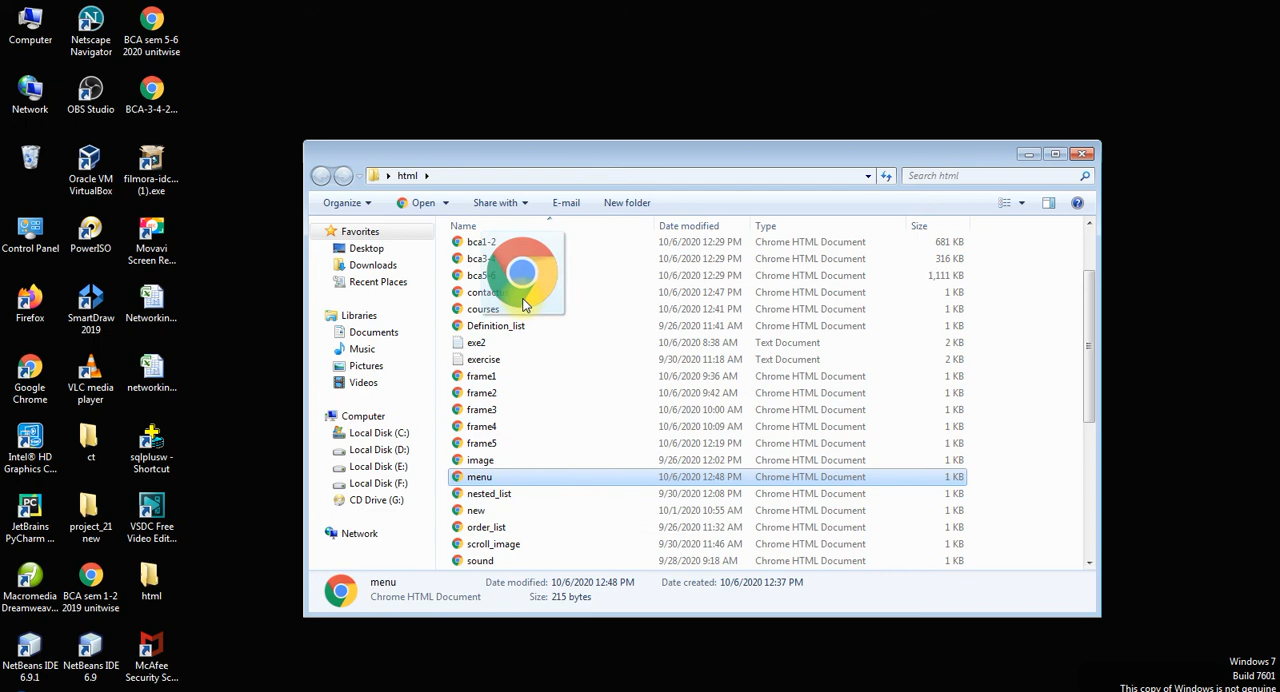 Computer
Netscape
Navigator
BCA sem 5-6
2020 unitwise
Network
OBS Studio
BCA-3-4-2...
Oracle VM
VirtualBox
filmora-idc...
(1).exe
Control Panel
PowerISO
Movavi
Screen Re...
Firefox
SmartDraw
2019
Networkin...
Google
Chrome
VLC media
player
networkin...
Intel® HD
Graphics C...
ct
sqlplusw -
Shortcut
JetBrains
PyCharm ...
project_21
new
VSDC Free
Video Edit...
Macromedia
Dreamweav...
BCA sem 1-2
2019 unitwise
html
NetBeans IDE
6.9.1
NetBeans IDE
6.9
McAfee
Security Sc...
html
Search html
Organize
Open
Share with
E-mail
New folder
Favorites
Desktop
Downloads
Recent Places
Libraries
Documents
Music
Pictures
Videos
Computer
Local Disk (C:)
Local Disk (D:)
Local Disk (E:)
Local Disk (F:)
CD Drive (G:)
Network
Name Date modified Type Size
bca1-2 10/6/2020 12:29 PM Chrome HTML Document 681 KB
10/6/2020 12:29 PM Chrome HTML Document 316 KB
10/6/2020 12:29 PM Chrome HTML Document 1,111 KB
10/6/2020 12:47 PM Chrome HTML Document 1 KB
courses 10/6/2020 12:41 PM Chrome HTML Document 1 KB
Definition_list 9/26/2020 11:41 AM Chrome HTML Document 1 KB
exe2 10/1/2020 8:38 AM Text Document 2 KB
exercise 9/30/2020 11:18 AM Text Document 2 KB
frame1 10/6/2020 9:36 AM Chrome HTML Document 1 KB
frame2 10/6/2020 9:42 AM Chrome HTML Document 1 KB
frame3 10/6/2020 10:00 AM Chrome HTML Document 1 KB
frame4 10/6/2020 10:09 AM Chrome HTML Document 1 KB
frame5 10/6/2020 12:19 PM Chrome HTML Document 1 KB
image 9/26/2020 12:02 PM Chrome HTML Document 1 KB
menu 10/6/2020 12:48 PM Chrome HTML Document 1 KB
nested_list 9/30/2020 12:08 PM Chrome HTML Document 1 KB
new 10/1/2020 10:55 AM Chrome HTML Document 1 KB
order_list 9/26/2020 11:32 AM Chrome HTML Document 1 KB
scroll_image 9/30/2020 11:46 AM Chrome HTML Document 1 KB
sound 9/28/2020 9:18 AM Chrome HTML Document 1 KB
menu Date modified: 10/6/2020 12:48 PM Date created: 10/6/2020 12:37 PM
Chrome HTML Document Size: 215 bytes
Windows 7
Build 7601
This copy of Windows is not genuine